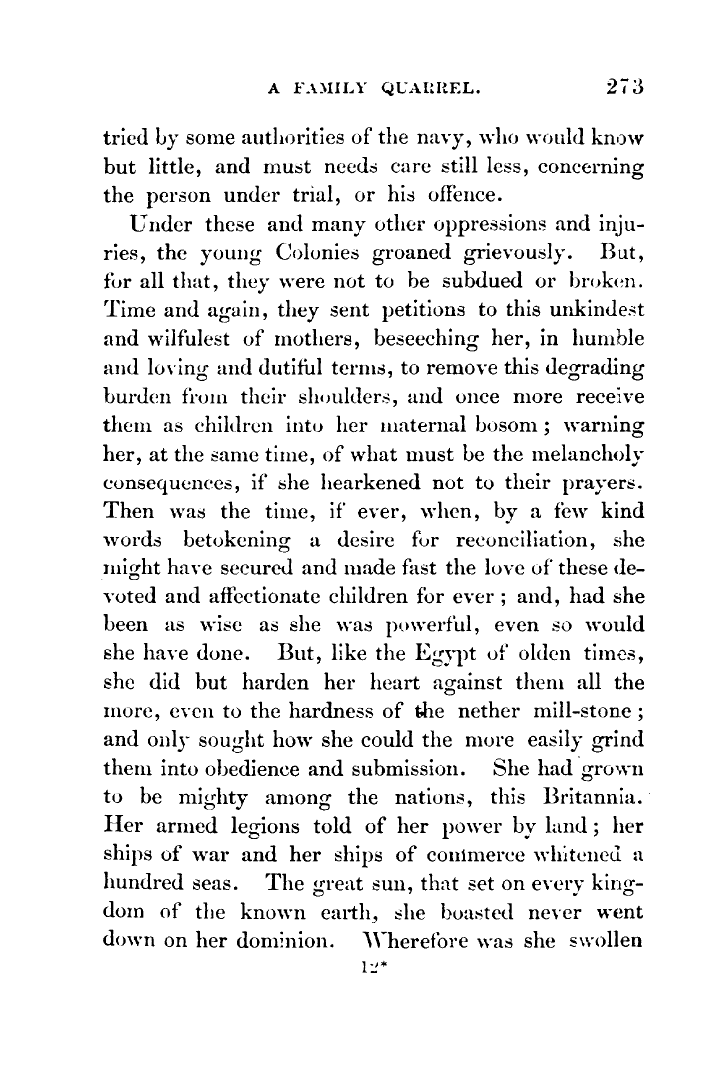 A FAMILY QUARREL. 273
tried by some authorities of the navy, who would know
but little, and must needs care still less, concerning
the person under trial, or his offence.
Under these and many other oppressions and inju-
ries, the young Colonies groaned grievously. But,
for all that, they were not to be subdued or broken.
Time and again, they sent petitions to this unkindest
and wilfulest of mothers, beseeching her, in humble
and loving and dutiful terms, to remove this degrading
burden from their shoulders, and once more receive
them as children into her maternal bosom; warning
her, at the same time, of what must be the melancholy
consequences, if she hearkened not to their prayers.
Then was the time, if ever, when, by a few kind
words betokening a desire for reconciliation, she
might have secured and made fast the love of these de-
voted and affectionate children for ever; and, had she
been as wise as she was powerful, even so would
she have done. But, like the Egypt of olden times,
she did but harden her heart against them all the
more, even to the hardness of the nether mill-stone;
and only sought how she could the more easily grind
them into obedience and submission. She had grown
to be mighty among the nations, this Britannia.
Her armed legions told of her power by land; her
ships of war and her ships of commerce whitened a
hundred seas. The great sun, that set on every king-
dom of the known earth, she boasted never went
down on her dominion. Wherefore was she swollen
12*